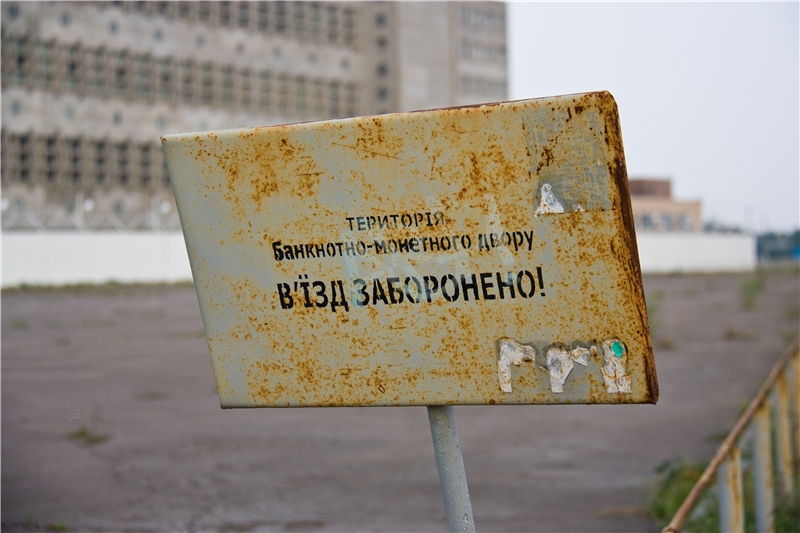 ТЕРИТОРІЯ
Банкнотно-монетного двору
В'ЇЗД ЗАБОРОНЕНО!